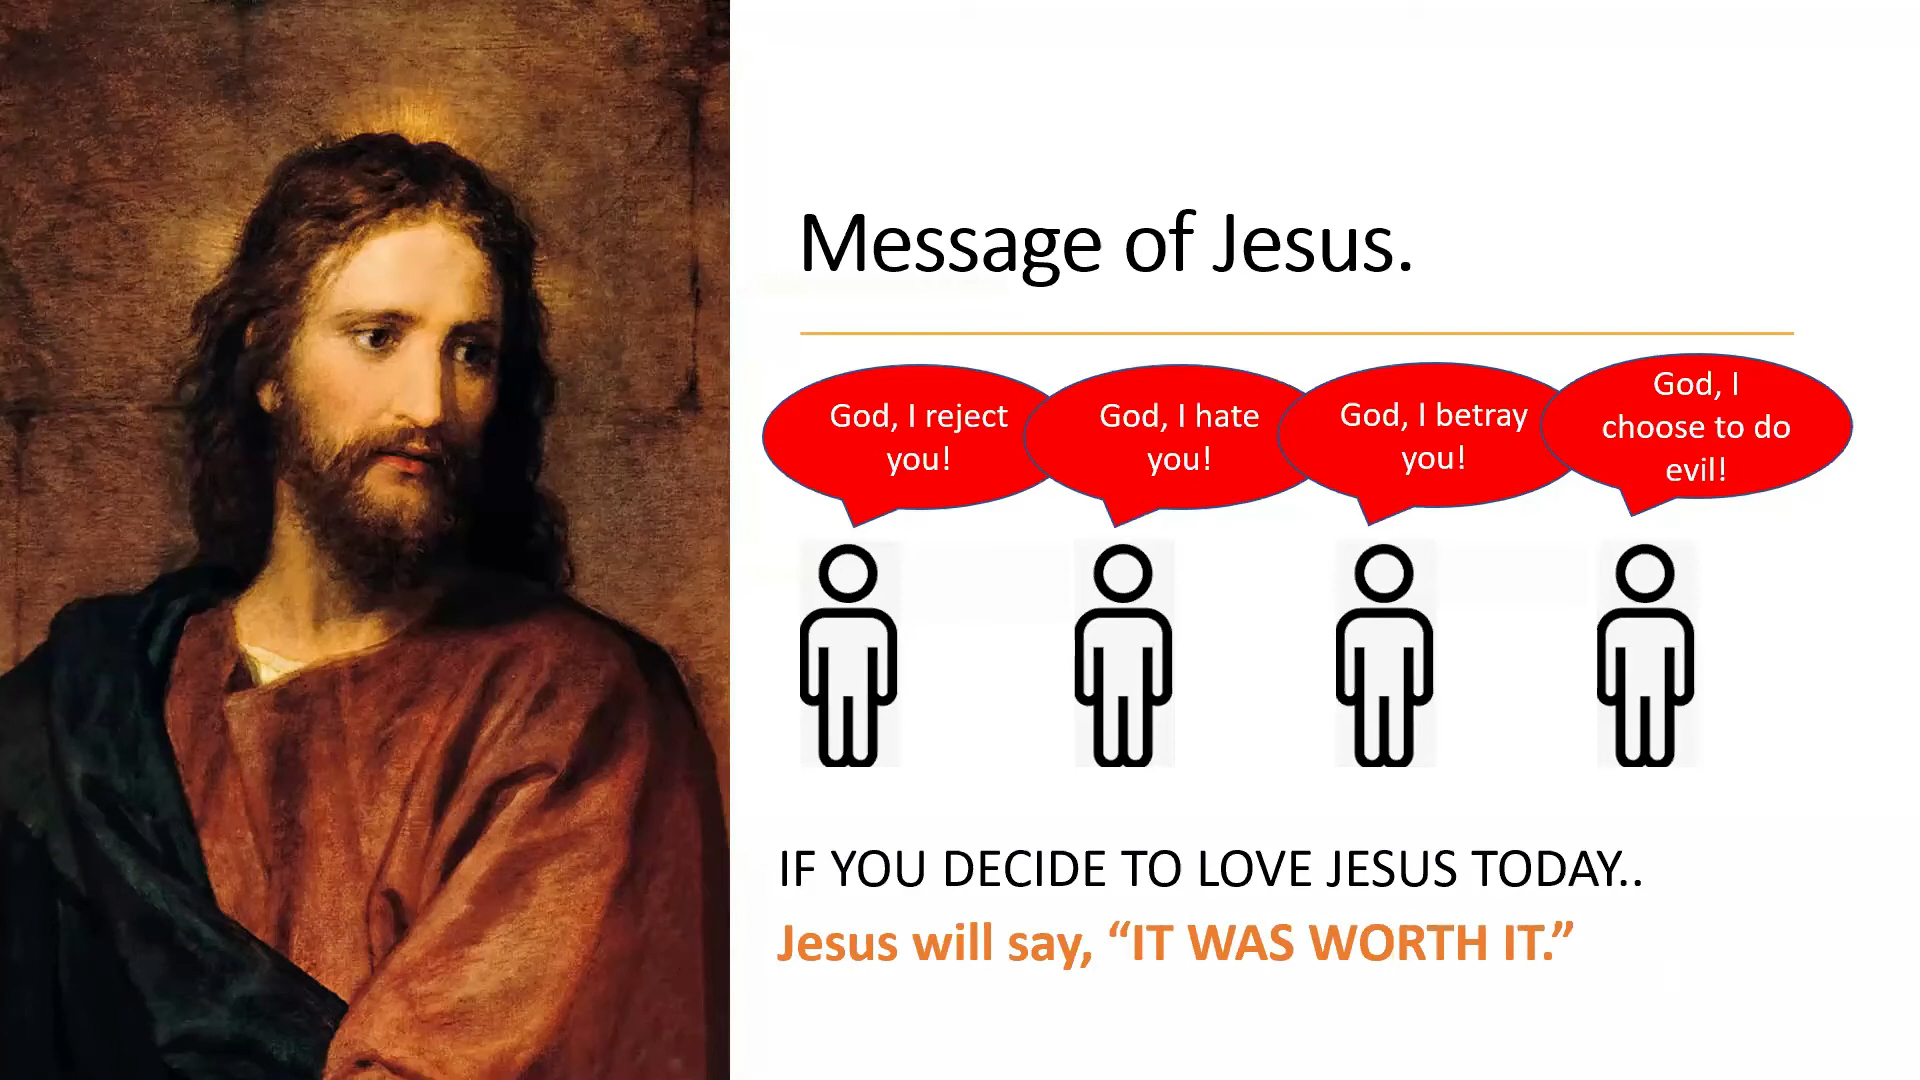 Message of Jesus.
God, I reject
you!
God, I hate
you!
God, I betray
you!
God, I
choose to do
evil!
IF YOU DECIDE TO LOVE JESUS TODAY..
Jesus will say, “IT WAS WORTH IT.”